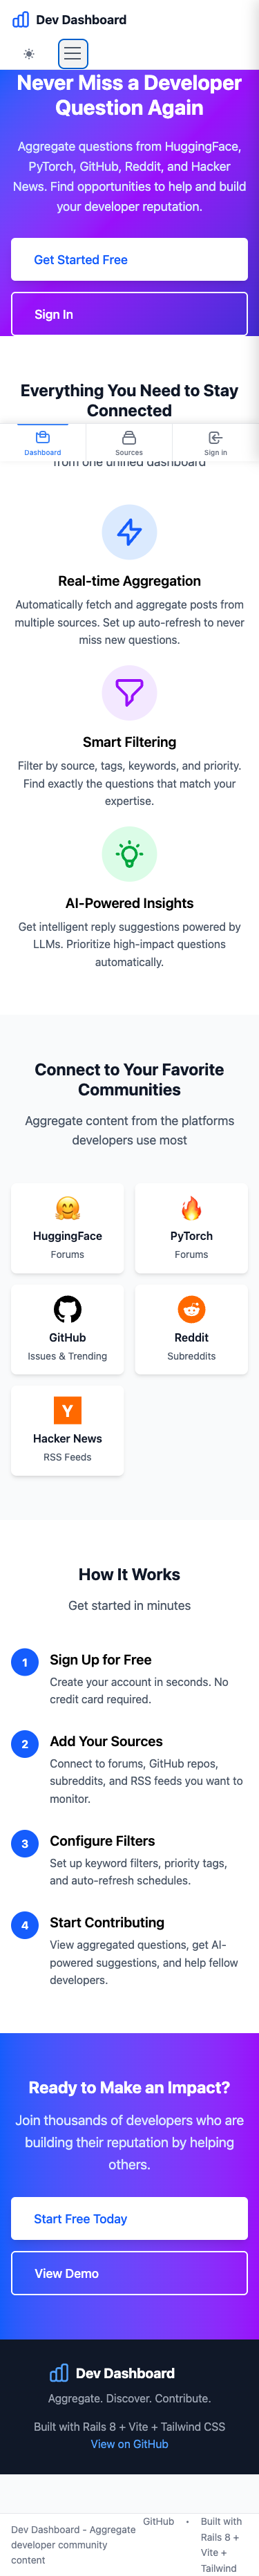 Dev Dashboard
Never Miss a Developer
Question Again
Aggregate questions from HuggingFace,
PyTorch, GitHub, Reddit, and Hacker
News. Find opportunities to help and build
your developer reputation.
Get Started Free
Sign In
Everything You Need to Stay
Connected
Dashboard
Sources
Sign in
from one unified dashboard
Real-time Aggregation
Automatically fetch and aggregate posts from
multiple sources. Set up auto-refresh to never
miss new questions.
Smart Filtering
Filter by source, tags, keywords, and priority.
Find exactly the questions that match your
expertise.
AI-Powered Insights
Get intelligent reply suggestions powered by
LLMs. Prioritize high-impact questions
automatically.
Connect to Your Favorite
Communities
Aggregate content from the platforms
developers use most
HuggingFace
Forums
PyTorch
Forums
GitHub
Issues & Trending
Reddit
Subreddits
Y
Hacker News
RSS Feeds
How It Works
Get started in minutes
1
Sign Up for Free
Create your account in seconds. No
credit card required.
2
Add Your Sources
Connect to forums, GitHub repos,
subreddits, and RSS feeds you want to
monitor.
3
Configure Filters
Set up keyword filters, priority tags,
and auto-refresh schedules.
4
Start Contributing
View aggregated questions, get AI-
powered suggestions, and help fellow
developers.
Ready to Make an Impact?
Join thousands of developers who are
building their reputation by helping
others.
Start Free Today
View Demo
Dev Dashboard
Aggregate. Discover. Contribute.
Built with Rails 8 + Vite + Tailwind CSS
View on GitHub
Dev Dashboard - Aggregate
developer community
content
GitHub
•
Built with
Rails 8 +
Vite +
Tailwind